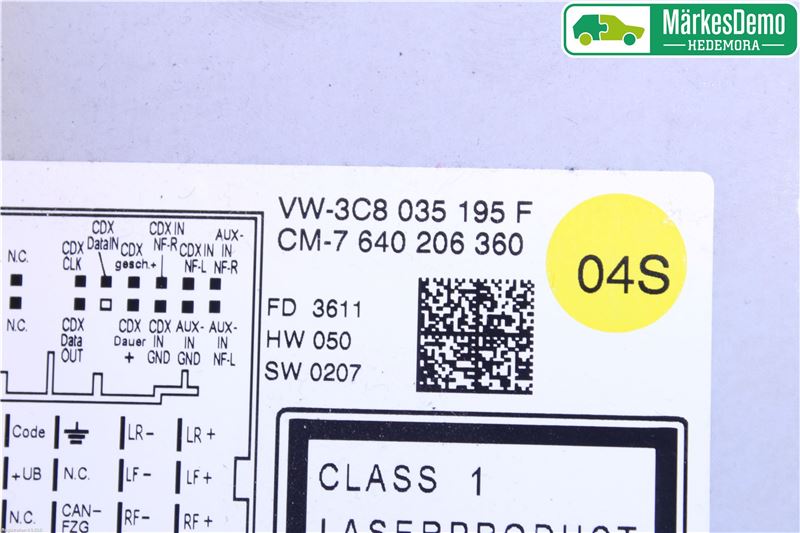 MärkesDemo
HEDEMORA
VW-3C8 035 195 F
CM-7 640 206 360
04S
FD 3611
HW 050
SW 0207
N.C.
CDX CLK
CDX DataIN
CDX gesch.+
CDX IN NF-R
CDX IN NF-L
AUX-IN NF-R
N.C.
CDX Data OUT
CDX Dauer +
CDX IN GND
AUX-IN GND
AUX-IN NF-L
Code LR- LR+
+UB N.C. LF- LF+
N.C. CAN-FZG RF- RF+
CLASS 1
LASERPRODUCT